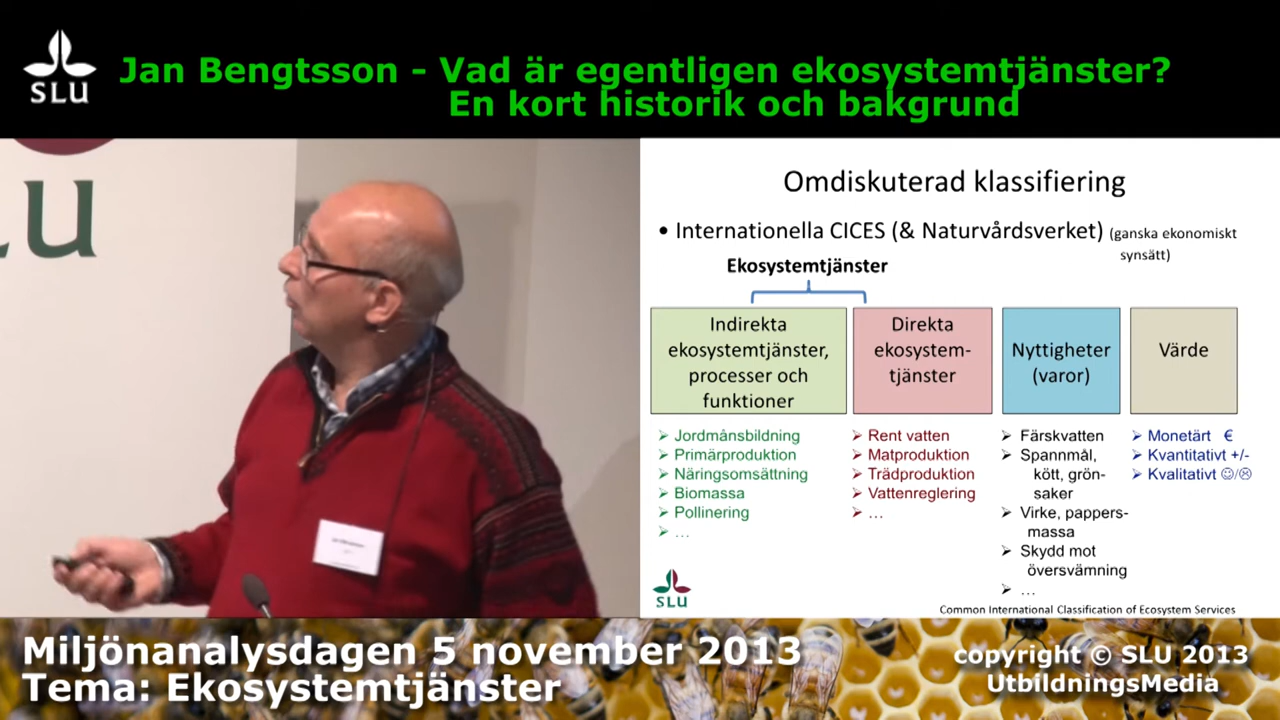 SLU
Jan Bengtsson - Vad är egentligen ekosystemtjänster?
En kort historik och bakgrund
LU
Omdiskuterad klassifiering
• Internationella CICES (& Naturvårdsverket) (ganska ekonomiskt
synsätt)
Ekosystemtjänster
Indirekta
ekosystemtjänster,
processer och
funktioner
Direkta
ekosystem-
tjänster
Nyttigheter
(varor)
Värde
➢ Jordmånsbildning
➢ Primärproduktion
➢ Näringsomsättning
➢ Biomassa
➢ Pollinering
➢ ...
➢ Rent vatten
➢ Matproduktion
➢ Trädproduktion
➢ Vattenreglering
➢ ...
➢ Färskvatten
➢ Spannmål,
kött, grön-
saker
➢ Virke, pappers-
massa
➢ Skydd mot
översvämning
➢ ...
➢ Monetärt €
➢ Kvantitativt +/-
➢ Kvalitativt ☺/☹
SLU
Common International Classification of Ecosystem Services
Miljönanalysdagen 5 november 2013
Tema: Ekosystemtjänster
copyright © SLU 2013
UtbildningsMedia